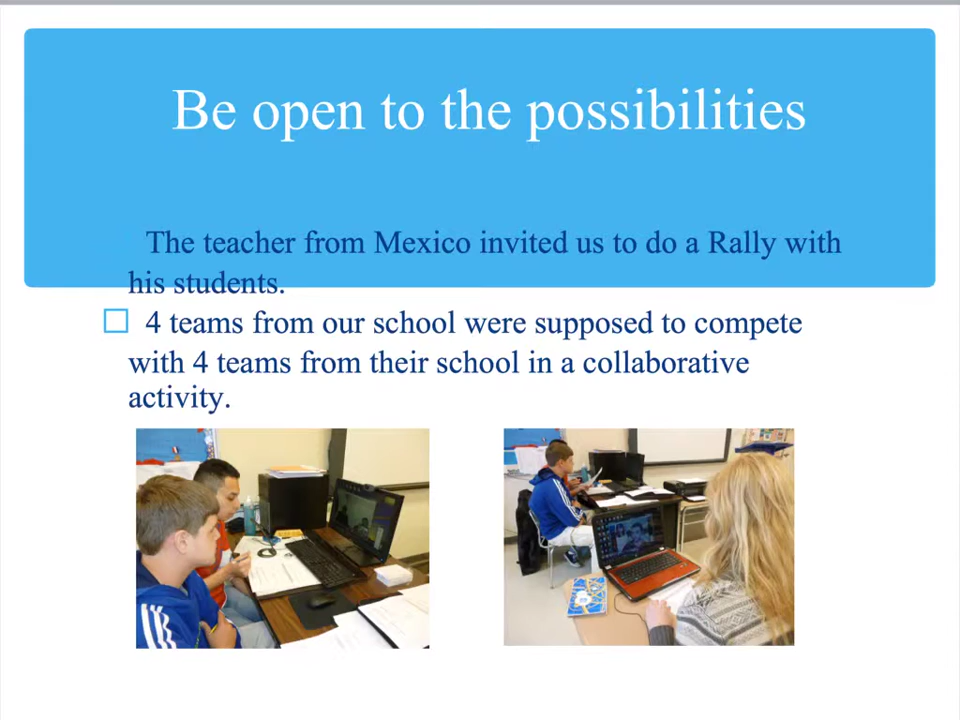 Be open to the possibilities
The teacher from Mexico invited us to do a Rally with
his students.
4 teams from our school were supposed to compete
with 4 teams from their school in a collaborative
activity.